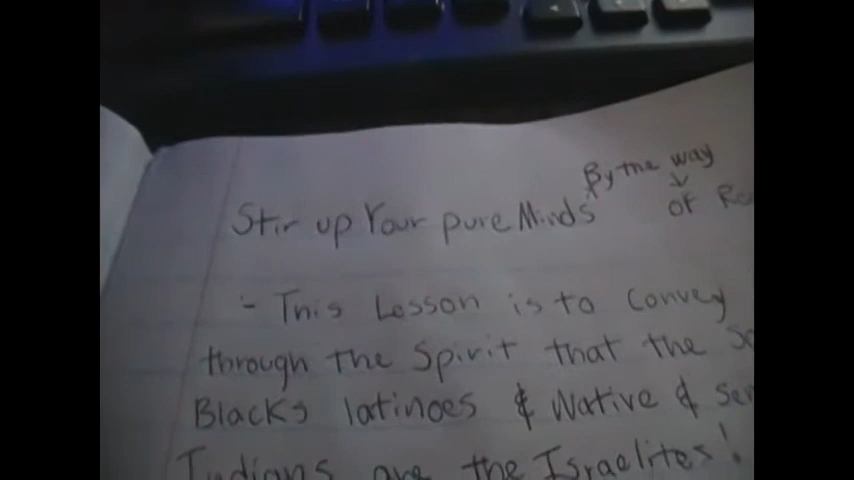 By the way
Stir up Your pure Minds of
- This Lesson is to convey
through the Spirit that the
Blacks latinoes & Native &
Indians are the Israelites!